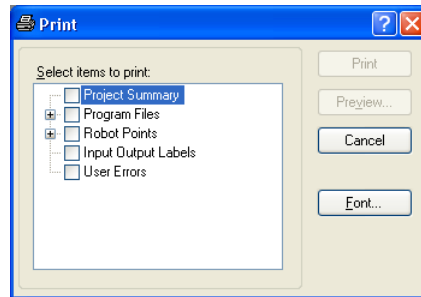 Print
Select items to print:
Project Summary
Program Files
Robot Points
Input Output Labels
User Errors
Print
Preview...
Cancel
Font...